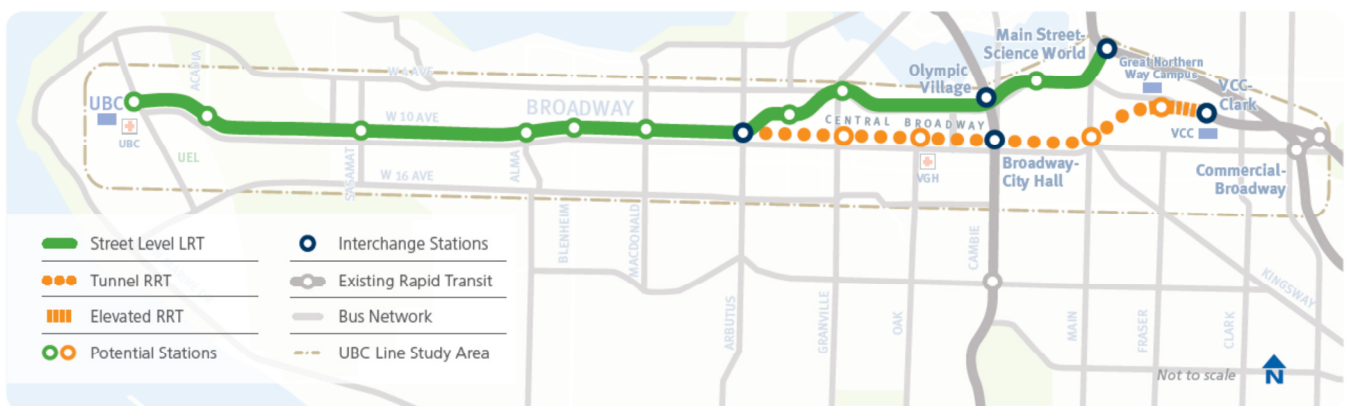 Main Street-
Science World
Great Northern
Way Campus
Olympic
Village
VCC-
Clark
UBC
ACADIA
W 4 AVE
BROADWAY
W 10 AVE
CENTRAL BROADWAY
UBC
UEL
VCC
VGH
Broadway-
City Hall
Commercial-
Broadway
SASAMAT
ALMA
W 16 AVE
BLENHEIM
MACDONALD
CAMBIE
KINGSWAY
ARBUTUS
GRANVILLE
OAK
MAIN
FRASER
CLARK
Street Level LRT
Interchange Stations
Tunnel RRT
Existing Rapid Transit
Elevated RRT
Bus Network
Potential Stations
UBC Line Study Area
Not to scale
N